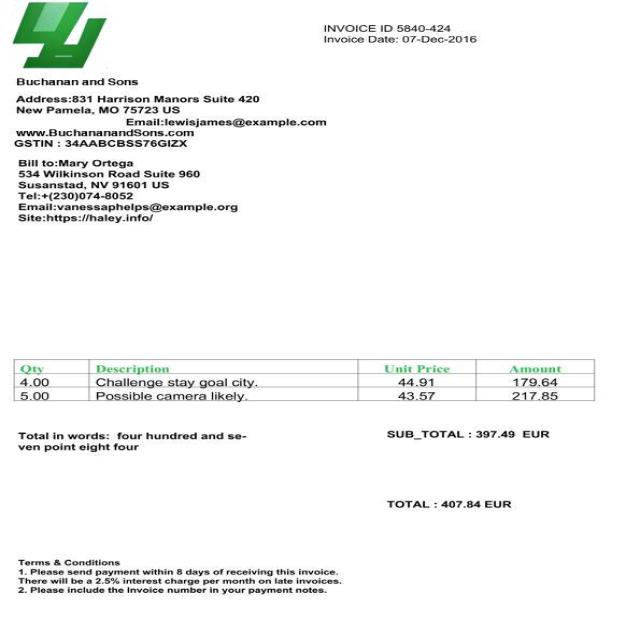 INVOICE ID 5840-424
Invoice Date: 07-Dec-2016
Buchanan and Sons
Address:831 Harrison Manors Suite 420
New Pamela, MO 75723 US
Email:lewisjames@example.com
www.BuchananandSons.com
GSTIN : 34AABCBSS76GIZX
Bill to:Mary Ortega
534 Wilkinson Road Suite 960
Susanstad, NV 91601 US
Tel:+(230)074-8052
Email:vanessaphelps@example.org
Site:https://haley.info/
Qty Description Unit Price Amount
4.00 Challenge stay goal city. 44.91 179.64
5.00 Possible camera likely. 43.57 217.85
Total in words: four hundred and se-
ven point eight four
SUB_TOTAL : 397.49 EUR
TOTAL : 407.84 EUR
Terms & Conditions
1. Please send payment within 8 days of receiving this invoice.
There will be a 2.5% interest charge per month on late invoices.
2. Please include the Invoice number in your payment notes.